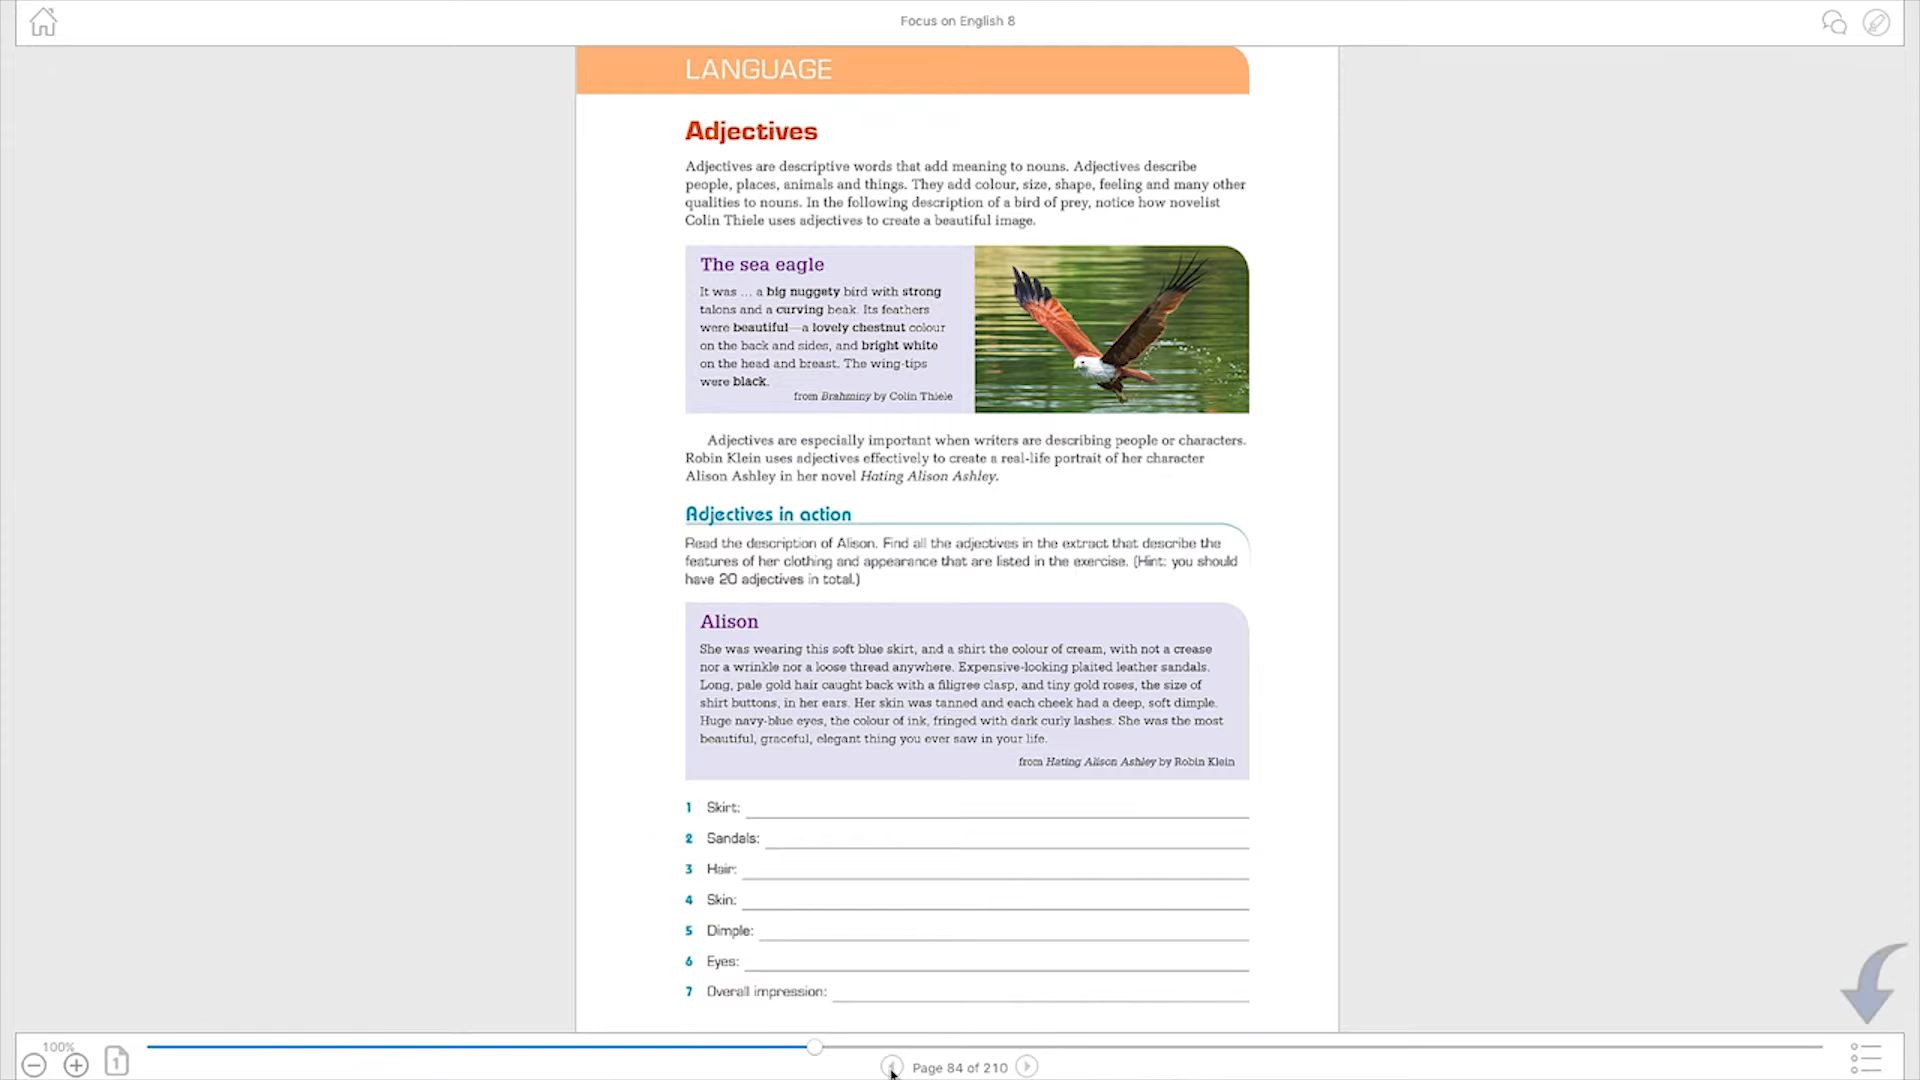 Focus on English 8
LANGUAGE
Adjectives
Adjectives are descriptive words that add meaning to nouns. Adjectives describe
people, places, animals and things. They add colour, size, shape, feeling and many other
qualities to nouns. In the following description of a bird of prey, notice how novelist
Colin Thiele uses adjectives to create a beautiful image.
The sea eagle
It was ... a big nuggety bird with strong
talons and a curving beak. Its feathers
were beautiful—a lovely chestnut colour
on the back and sides, and bright white
on the head and breast. The wing-tips
were black.
from Brahminy by Colin Thiele
Adjectives are especially important when writers are describing people or characters.
Robin Klein uses adjectives effectively to create a real-life portrait of her character
Alison Ashley in her novel Hating Alison Ashley.
Adjectives in action
Read the description of Alison. Find all the adjectives in the extract that describe the
features of her clothing and appearance that are listed in the exercise. (Hint: you should
have 20 adjectives in total.)
Alison
She was wearing this soft blue skirt, and a shirt the colour of cream, with not a crease
nor a wrinkle nor a loose thread anywhere. Expensive-looking plaited leather sandals.
Long, pale gold hair caught back with a filigree clasp, and tiny gold roses, the size of
shirt buttons, in her ears. Her skin was tanned and each cheek had a deep, soft dimple.
Huge navy-blue eyes, the colour of ink, fringed with dark curly lashes. She was the most
beautiful, graceful, elegant thing you ever saw in your life.
from Hating Alison Ashley by Robin Klein
1 Skirt:
2 Sandals:
3 Hair:
4 Skin:
5 Dimple:
6 Eyes:
7 Overall impression:
100%
1
Page 84 of 210